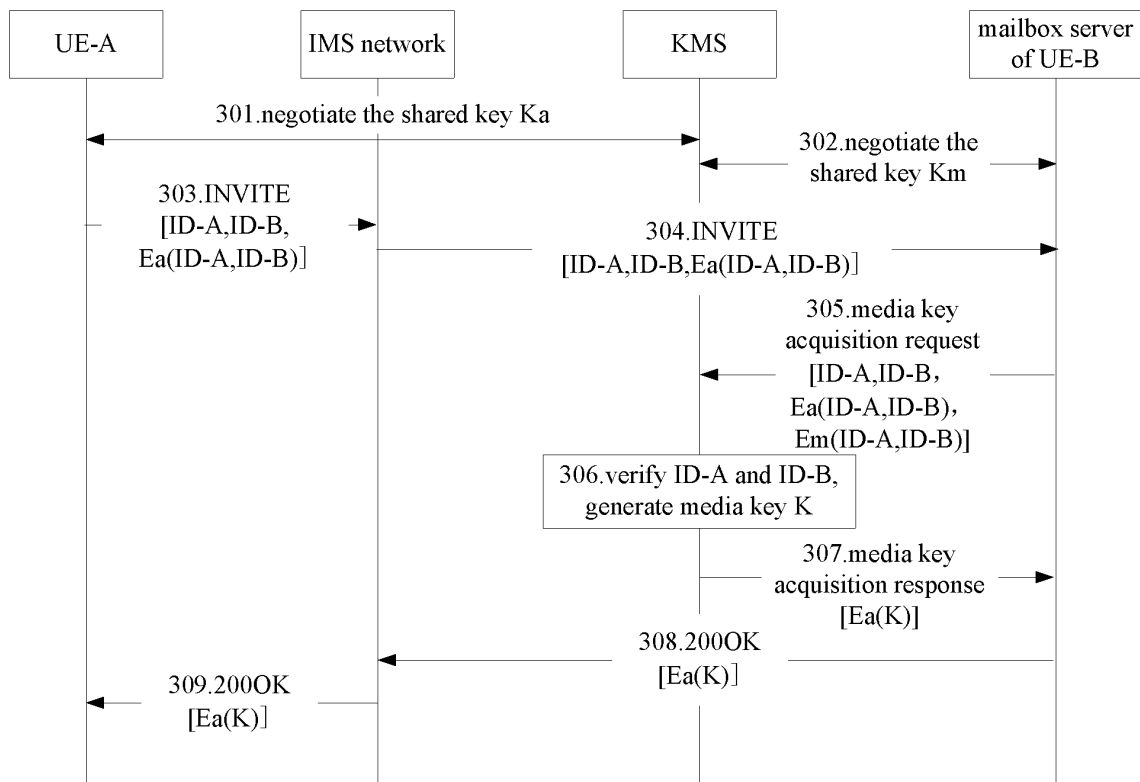 UE-A
IMS network
KMS
mailbox server
of UE-B
301.negotiate the shared key Ka
302.negotiate the
shared key Km
303.INVITE
[ID-A,ID-B,
Ea(ID-A,ID-B)]
304.INVITE
[ID-A,ID-B,Ea(ID-A,ID-B)]
305.media key
acquisition request
[ID-A,ID-B,
Ea(ID-A,ID-B),
Em(ID-A,ID-B)]
306.verify ID-A and ID-B,
generate media key K
307.media key
acquisition response
[Ea(K)]
308.200OK
[Ea(K)]
309.200OK
[Ea(K)]